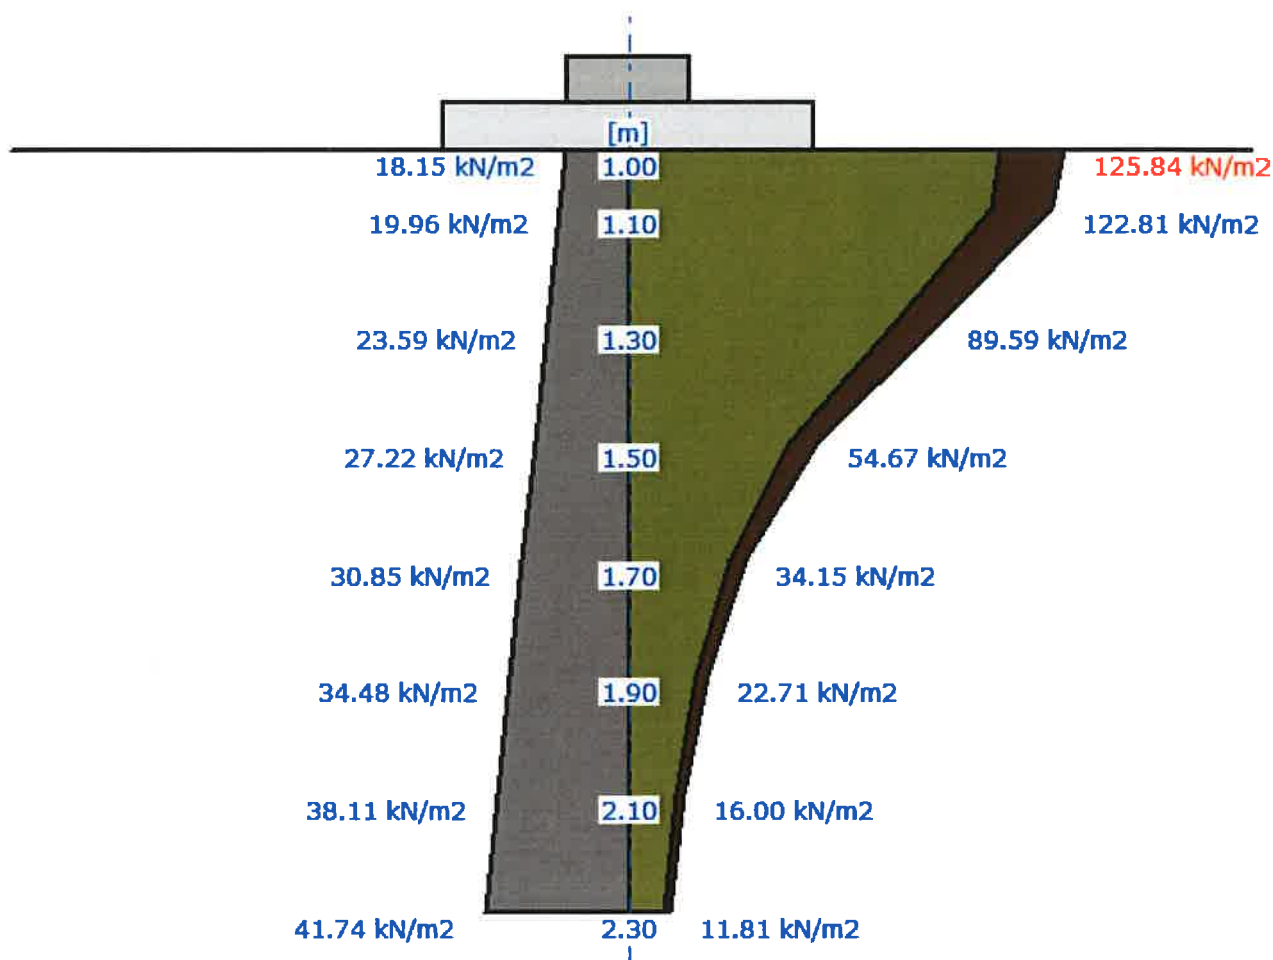 [m]
18.15 kN/m2 1.00 125.84 kN/m2
19.96 kN/m2 1.10 122.81 kN/m2
23.59 kN/m2 1.30 89.59 kN/m2
27.22 kN/m2 1.50 54.67 kN/m2
30.85 kN/m2 1.70 34.15 kN/m2
34.48 kN/m2 1.90 22.71 kN/m2
38.11 kN/m2 2.10 16.00 kN/m2
41.74 kN/m2 2.30 11.81 kN/m2